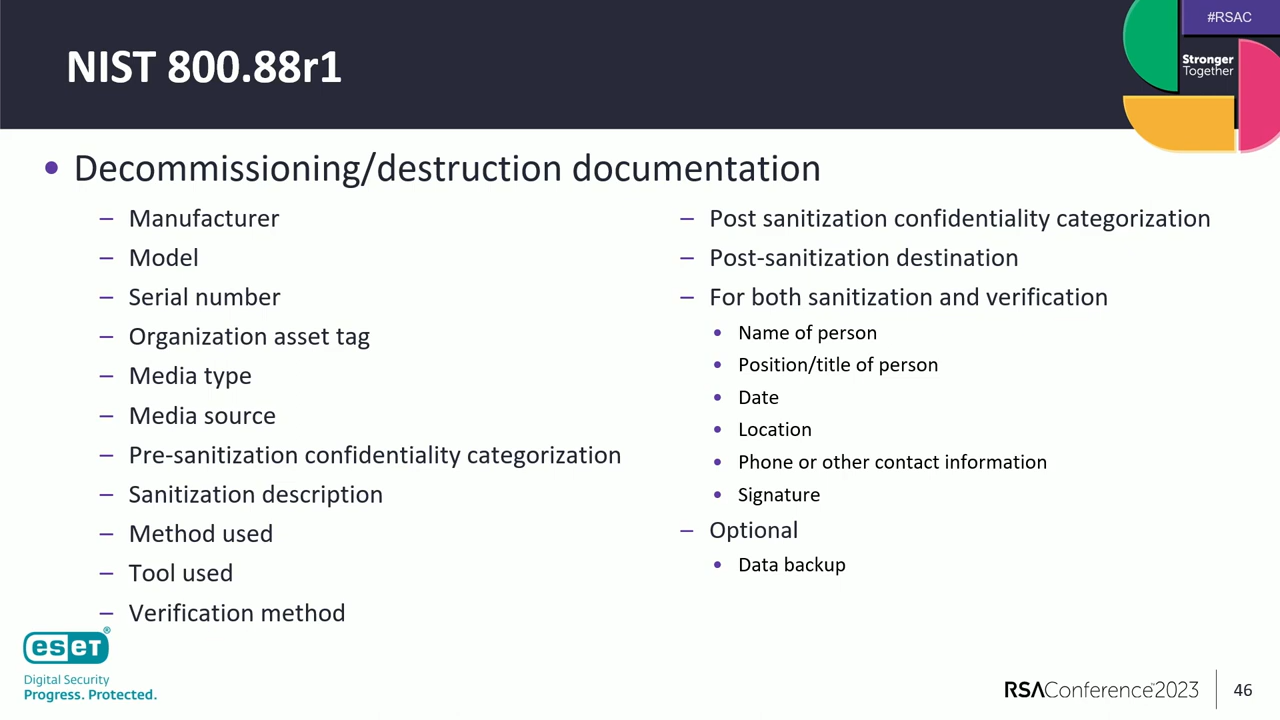 NIST 800.88r1
#RSAC
Stronger
Together
• Decommissioning/destruction documentation
– Manufacturer
– Model
– Serial number
– Organization asset tag
– Media type
– Media source
– Pre-sanitization confidentiality categorization
– Sanitization description
– Method used
– Tool used
– Verification method
– Post sanitization confidentiality categorization
– Post-sanitization destination
– For both sanitization and verification
• Name of person
• Position/title of person
• Date
• Location
• Phone or other contact information
• Signature
– Optional
• Data backup
eseT®
Digital Security
Progress. Protected.
RSAConference™2023
46